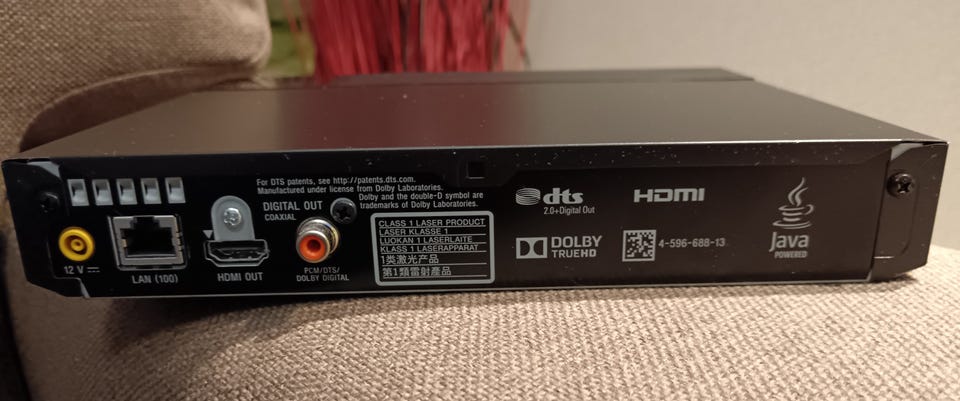 For DTS patents, see http://patents.dts.com.
Manufactured under license from Dolby Laboratories.
Dolby and the double-D symbol are
trademarks of Dolby Laboratories.
12 V
LAN (100)
HDMI OUT
DIGITAL OUT
COAXIAL
PCM/DTS/
DOLBY DIGITAL
CLASS 1 LASER PRODUCT
LASER KLASSE 1
LUOKAN 1 LASERLAITE
KLASS 1 LASERAPPARAT
1类激光产品
第1類雷射產品
dts
2.0+Digital Out
DOLBY
TRUEHD
HDMI
4-596-688-13
Java
POWERED